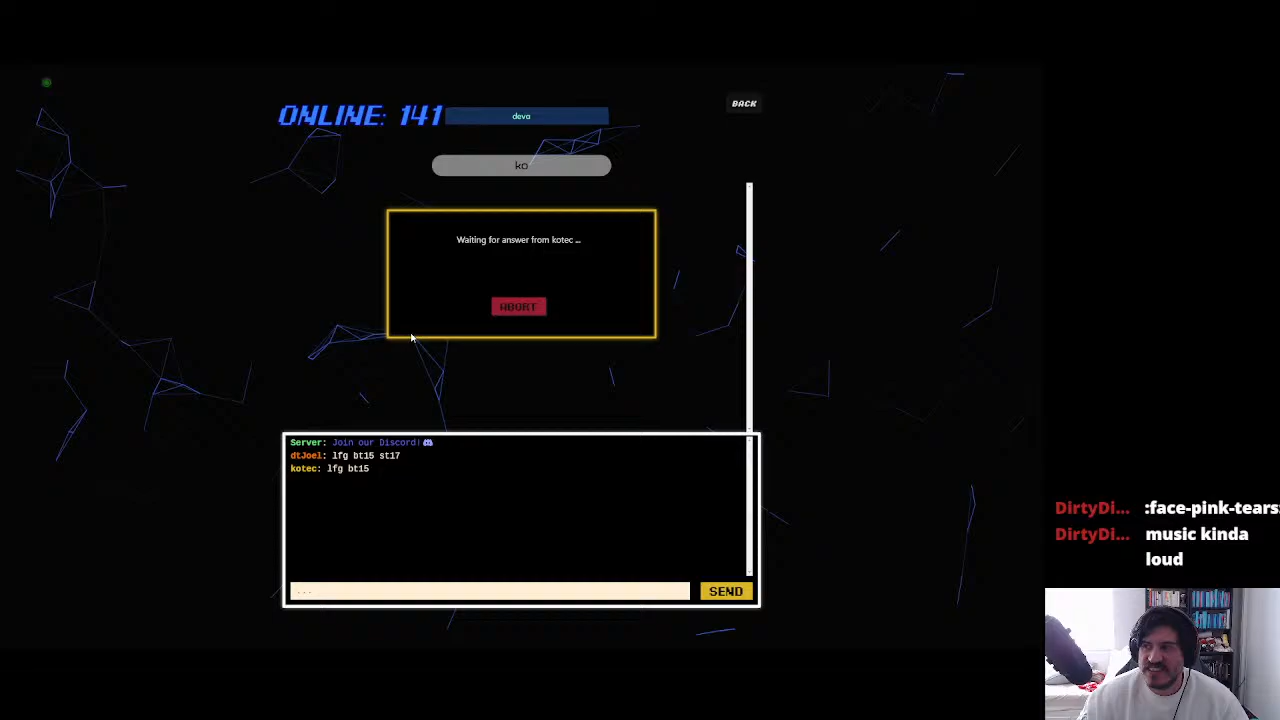 ONLINE: 141
deva
BACK
ko
Waiting for answer from kotec ...
ABORT
Server: Join our Discord!
dtJoel: lfg bt15 st17
kotec: lfg bt15
...
SEND
DirtyDi... :face-pink-tears:
DirtyDi... music kinda
loud